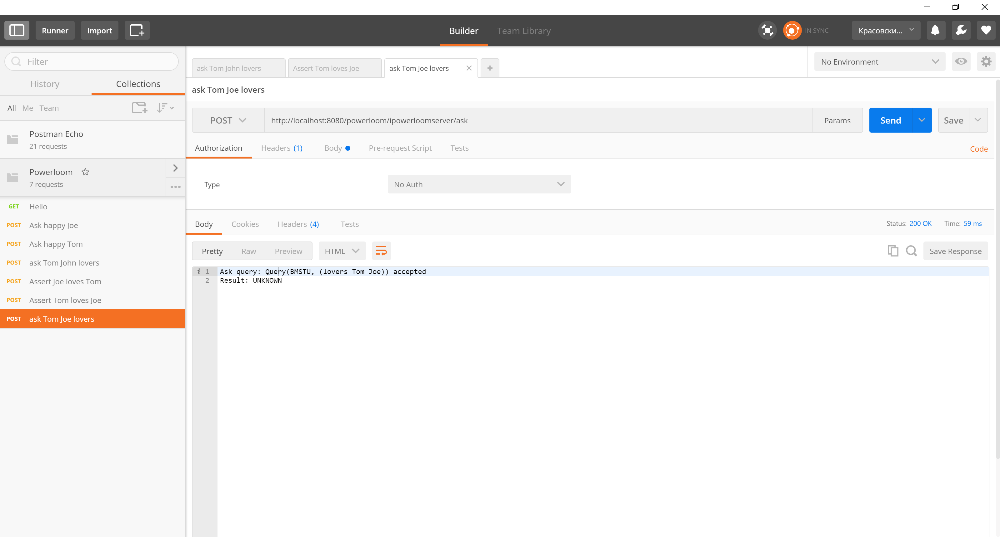 Runner Import Builder Team Library IN SYNC Красовски...
Filter
ask Tom John lovers Assert Tom loves Joe ask Tom Joe lovers No Environment
History Collections
ask Tom Joe lovers
All Me Team
POST http://localhost:8080/powerloom/ipowerloomserver/ask Params Send Save
Postman Echo
21 requests
Authorization Headers (1) Body Pre-request Script Tests Code
Powerloom
7 requests
Type No Auth
GET Hello
POST Ask happy Joe
POST Ask happy Tom
POST ask Tom John lovers
POST Assert Joe loves Tom
POST Assert Tom loves Joe
POST ask Tom Joe lovers
Body Cookies Headers (4) Tests Status: 200 OK Time: 59 ms
Pretty Raw Preview HTML Save Response
i 1 Ask query: Query(BMSTU, (lovers Tom Joe)) accepted
2 Result: UNKNOWN